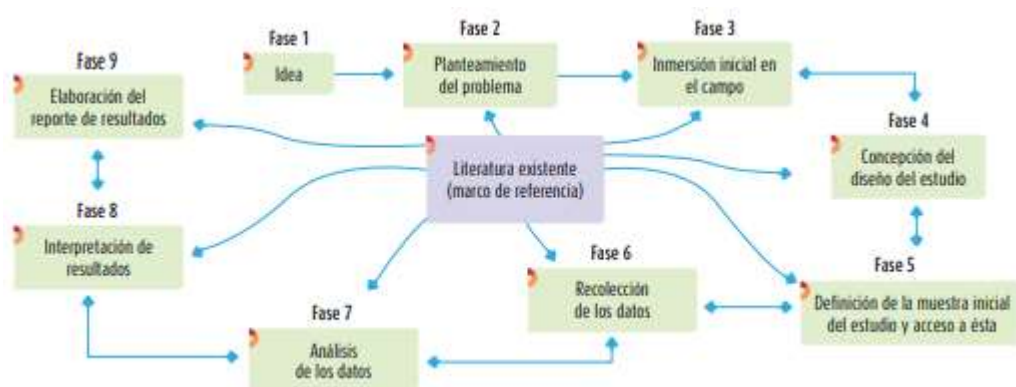 Fase 1
Idea
Fase 2
Planteamiento
del problema
Fase 3
Inmersión inicial en
el campo
Fase 4
Concepción del
diseño del estudio
Fase 5
Definición de la muestra inicial
del estudio y acceso a ésta
Fase 6
Recolección
de los datos
Fase 7
Análisis
de los datos
Fase 8
Interpretación de
resultados
Fase 9
Elaboración del
reporte de resultados
Literatura existente
(marco de referencia)